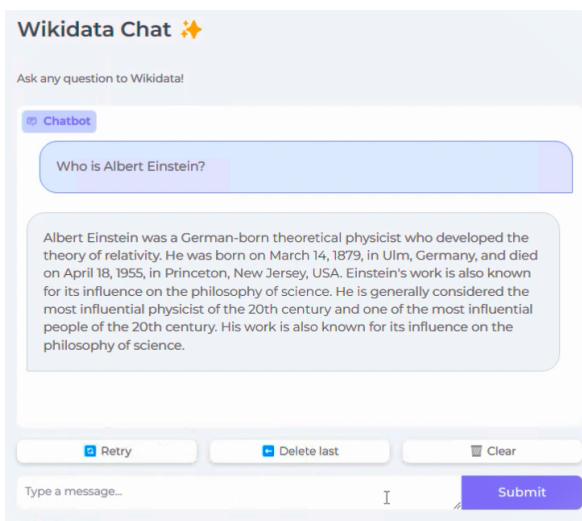 Wikidata Chat ✨
Ask any question to Wikidata!
Chatbot
Who is Albert Einstein?
Albert Einstein was a German-born theoretical physicist who developed the
theory of relativity. He was born on March 14, 1879, in Ulm, Germany, and died
on April 18, 1955, in Princeton, New Jersey, USA. Einstein's work is also known
for its influence on the philosophy of science. He is generally considered the
most influential physicist of the 20th century and one of the most influential
people of the 20th century. His work is also known for its influence on the
philosophy of science.
Retry
Delete last
Clear
Type a message...
Submit